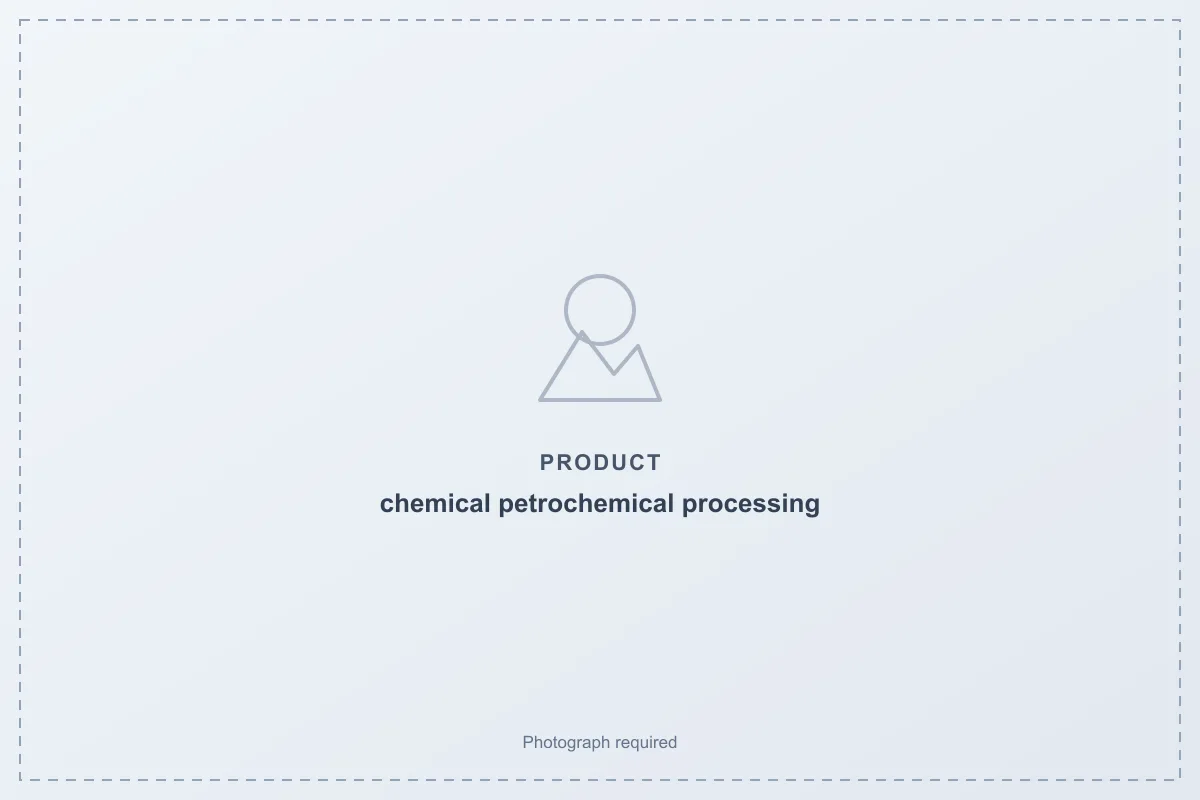 PRODUCT
chemical petrochemical processing
Photograph required